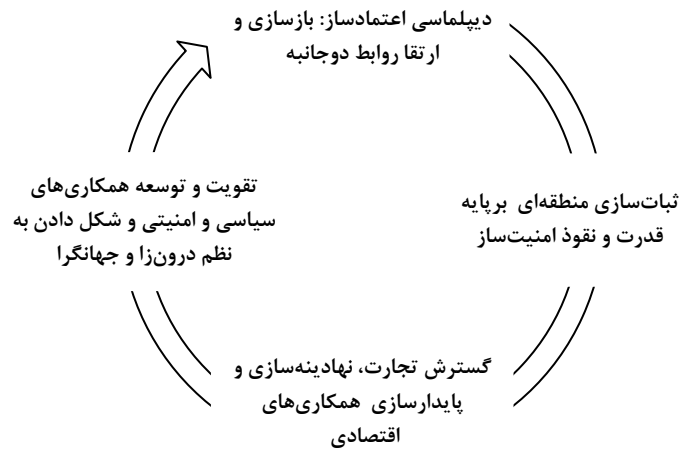 دیپلماسی اعتمادساز: بازسازی و
ارتقا روابط دوجانبه
ثبات‌سازی منطقه‌ای برپایه
قدرت و نفوذ امنیت‌ساز
گسترش تجارت، نهادینه‌سازی و
پایدارسازی همکاری‌های
اقتصادی
تقویت و توسعه همکاری‌های
سیاسی و امنیتی و شکل دادن به
نظم درون‌زا و جهانگرا